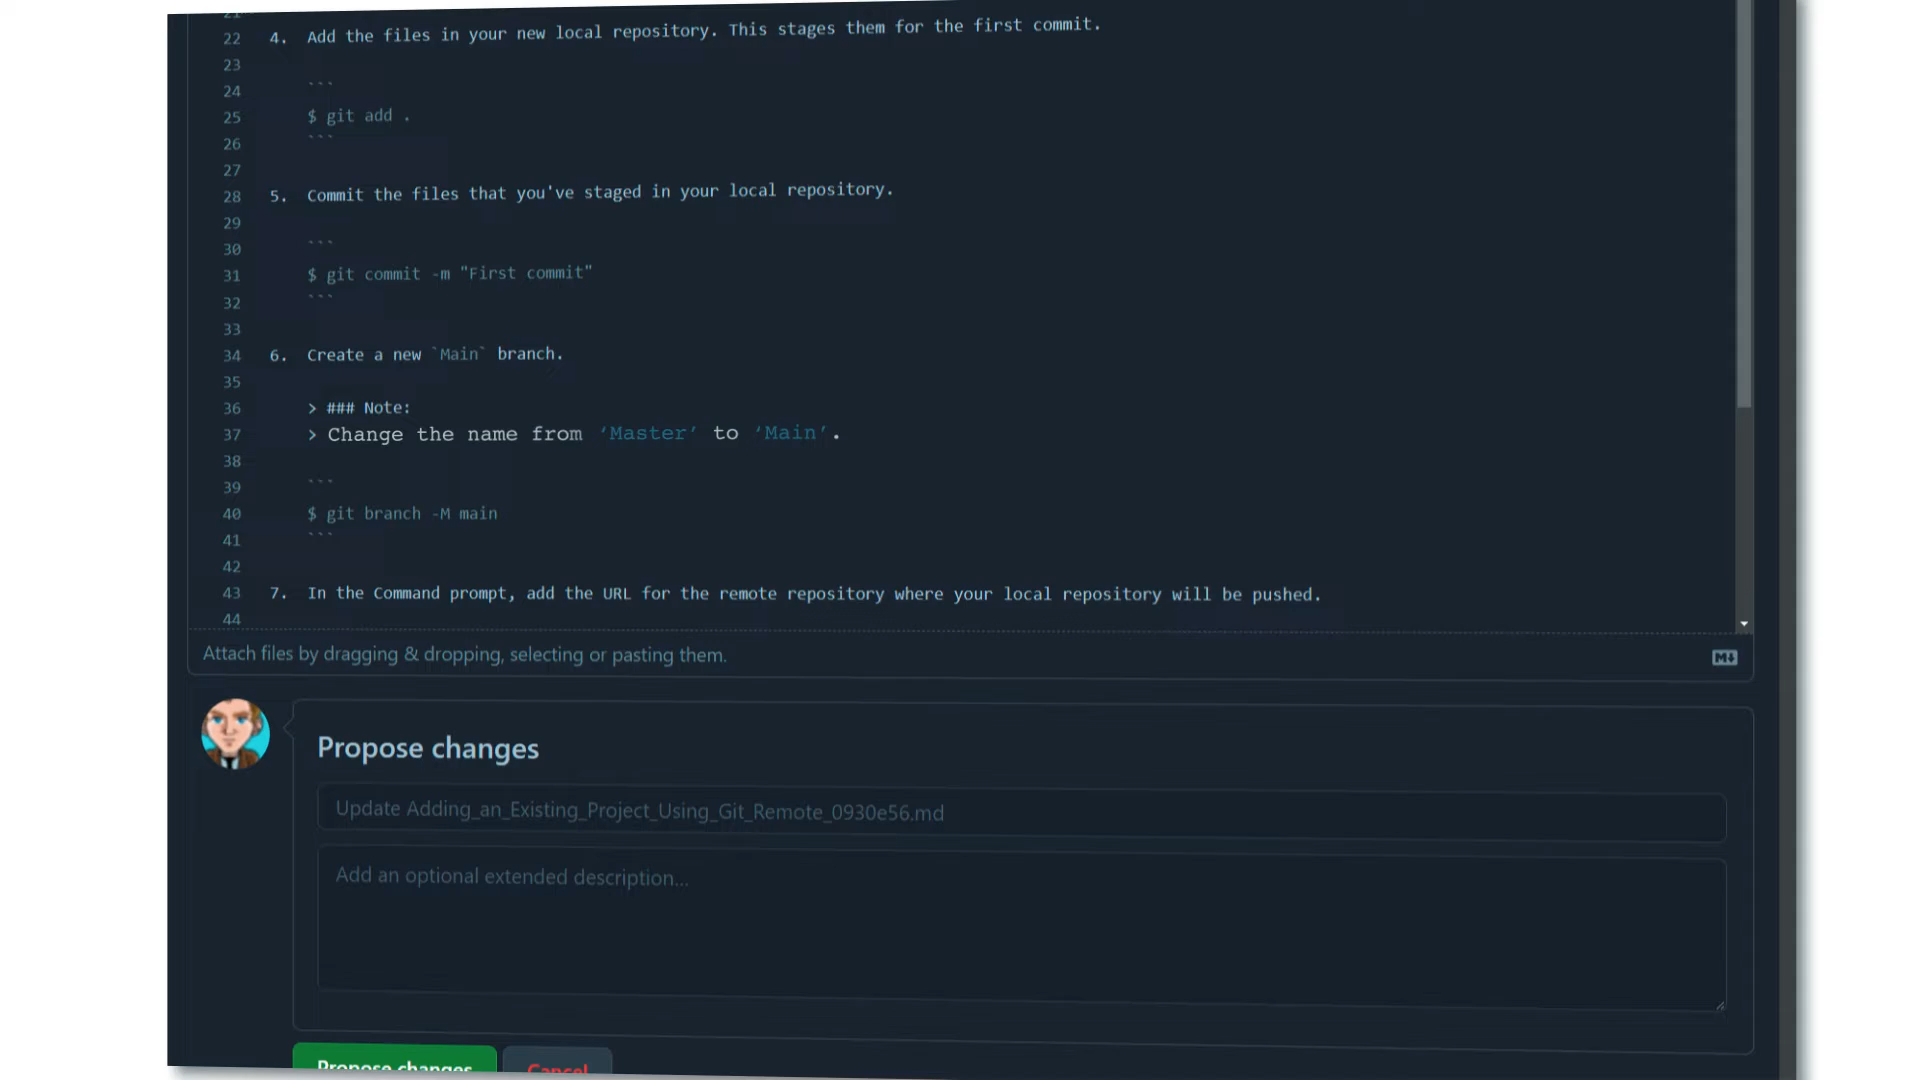 21
22 4. Add the files in your new local repository. This stages them for the first commit.
23
24 ```
25 $ git add .
26 ```
27
28 5. Commit the files that you've staged in your local repository.
29
30 ```
31 $ git commit -m "First commit"
32 ```
33
34 6. Create a new `Main` branch.
35
36 > ### Note:
37 > Change the name from ‘Master’ to ‘Main’.
38
39 ```
40 $ git branch -M main
41 ```
42
43 7. In the Command prompt, add the URL for the remote repository where your local repository will be pushed.
44
Attach files by dragging & dropping, selecting or pasting them.
M
Propose changes
Update Adding_an_Existing_Project_Using_Git_Remote_0930e56.md
Add an optional extended description...
Propose changes Cancel